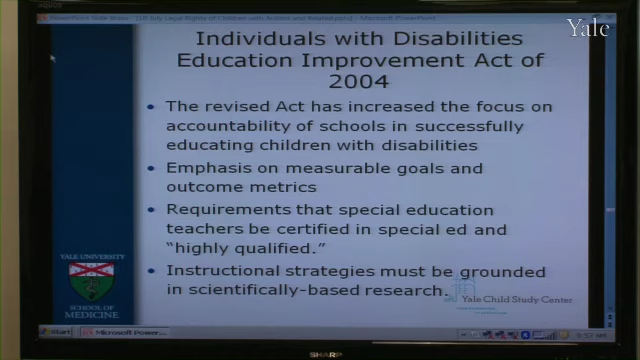 PowerPoint Slide Show - [18 July Legal Rights of Children with Autism and Related.pptx] - Microsoft PowerPoint
Yale
Individuals with Disabilities
Education Improvement Act of
2004
• The revised Act has increased the focus on
accountability of schools in successfully
educating children with disabilities
• Emphasis on measurable goals and
outcome metrics
• Requirements that special education
teachers be certified in special ed and
“highly qualified.”
• Instructional strategies must be grounded
in scientifically-based research.
YALE UNIVERSITY
SCHOOL OF
MEDICINE
Yale Child Study Center
Start
Microsoft Power...
9:52 AM
SHARP